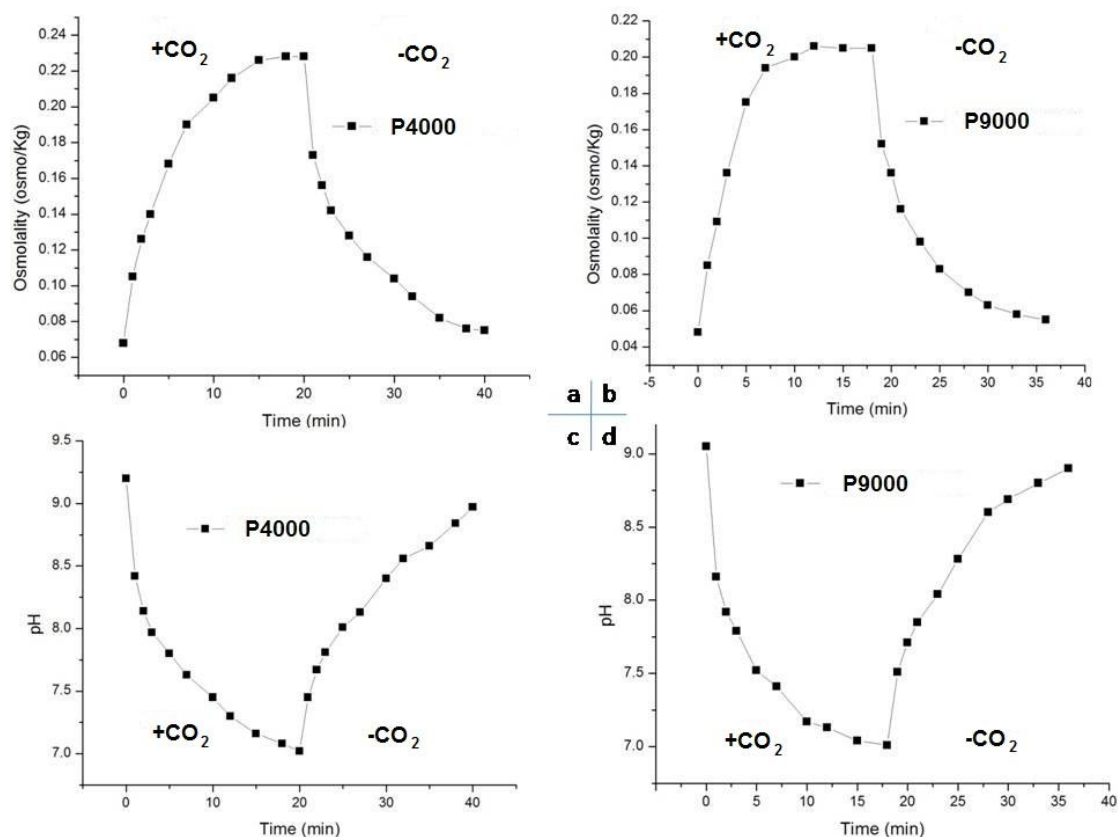 +CO2
-CO2
P4000
Osmolality (osmo/Kg)
0.24
0.22
0.20
0.18
0.16
0.14
0.12
0.10
0.08
0.06
0 10 20 30 40
Time (min)
+CO2
-CO2
P9000
Osmolality (osmo/Kg)
0.22
0.20
0.18
0.16
0.14
0.12
0.10
0.08
0.06
0.04
-5 0 5 10 15 20 25 30 35 40
Time (min)
a b
c d
P4000
pH
9.5
9.0
8.5
8.0
7.5
7.0
+CO2
-CO2
0 10 20 30 40
Time (min)
P9000
pH
9.0
8.5
8.0
7.5
7.0
+CO2
-CO2
0 5 10 15 20 25 30 35 40
Time (min)